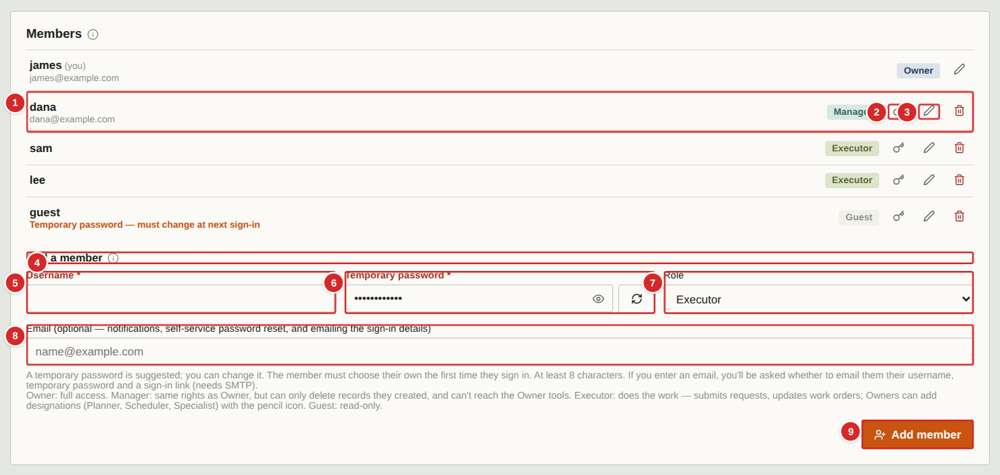 Members
james (you)
james@example.com
Owner
1
dana
dana@example.com
2
3
sam
Executor
lee
Executor
guest
Temporary password — must change at next sign-in
Guest
4
a member
5
Username *
6
Temporary password *
7
Role
••••••••••••
Executor
8
Email (optional — notifications, self-service password reset, and emailing the sign-in details)
name@example.com
A temporary password is suggested; you can change it. The member must choose their own the first time they sign in. At least 8 characters. If you enter an email, you'll be asked whether to email them their username,
temporary password and a sign-in link (needs SMTP).
Owner: full access. Manager: same rights as Owner, but can only delete records they created, and can't reach the Owner tools. Executor: does the work — submits requests, updates work orders; Owners can add
designations (Planner, Scheduler, Specialist) with the pencil icon. Guest: read-only.
9
Add member